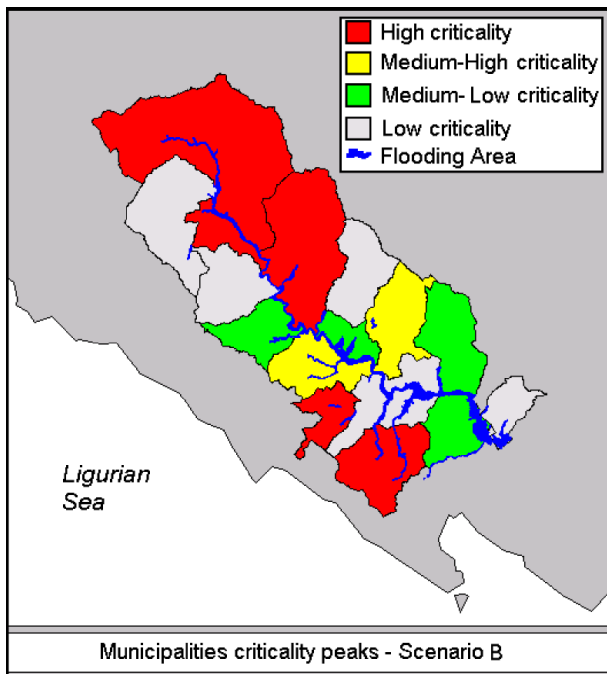 High criticality
Medium-High criticality
Medium- Low criticality
Low criticality
Flooding Area
Ligurian
Sea
Municipalities criticality peaks - Scenario B